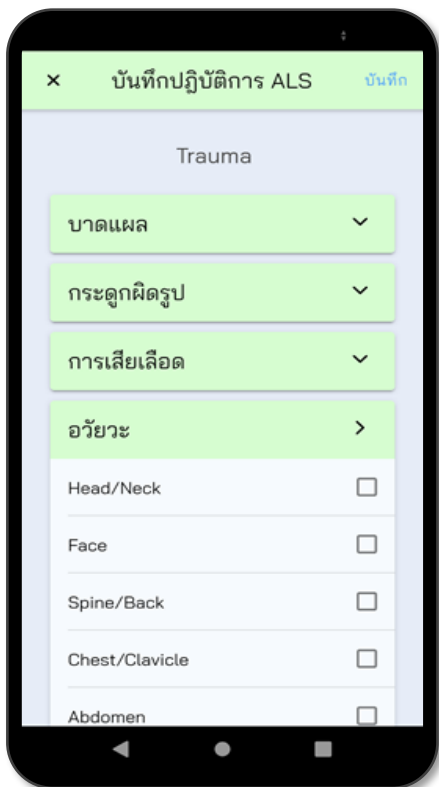 × บันทึกปฏิบัติการ ALS บันทึก
Trauma
บาดแผล
กระดูกผิดรูป
การเสียเลือด
อวัยวะ
Head/Neck
Face
Spine/Back
Chest/Clavicle
Abdomen